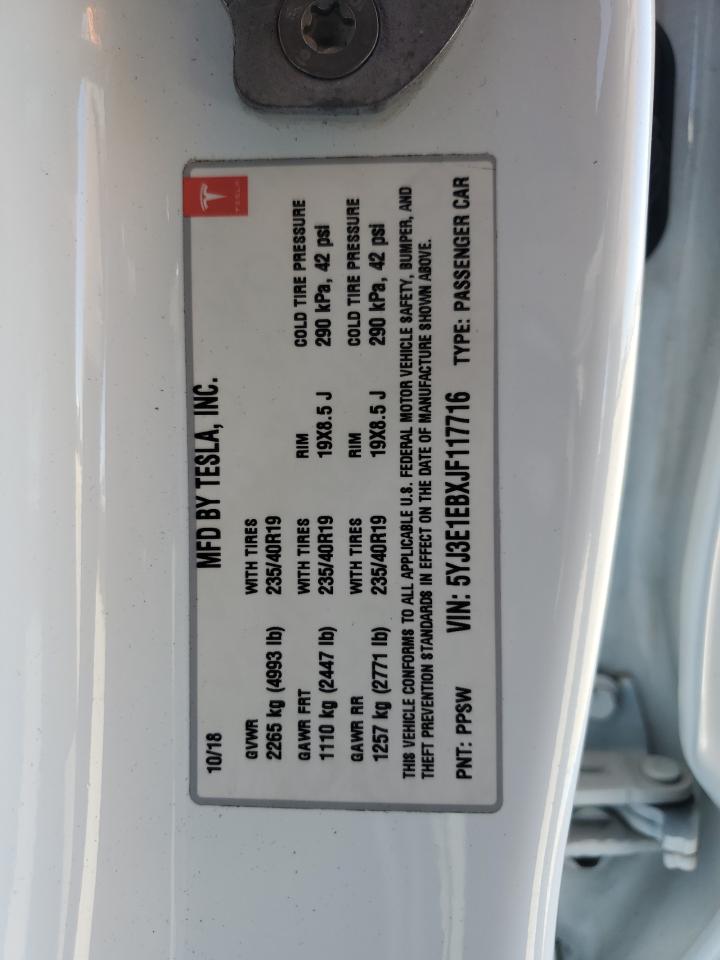 10/18 MFD BY TESLA, INC. TESLA
GVWR WITH TIRES
2265 kg (4993 lb) 235/40R19
GAWR FRT WITH TIRES RIM COLD TIRE PRESSURE
1110 kg (2447 lb) 235/40R19 19X8.5 J 290 kPa, 42 psi
GAWR RR WITH TIRES RIM COLD TIRE PRESSURE
1257 kg (2771 lb) 235/40R19 19X8.5 J 290 kPa, 42 psi
THIS VEHICLE CONFORMS TO ALL APPLICABLE U.S. FEDERAL MOTOR VEHICLE SAFETY, BUMPER, AND
THEFT PREVENTION STANDARDS IN EFFECT ON THE DATE OF MANUFACTURE SHOWN ABOVE.
PNT: PPSW VIN: 5YJ3E1EBXJF117716 TYPE: PASSENGER CAR